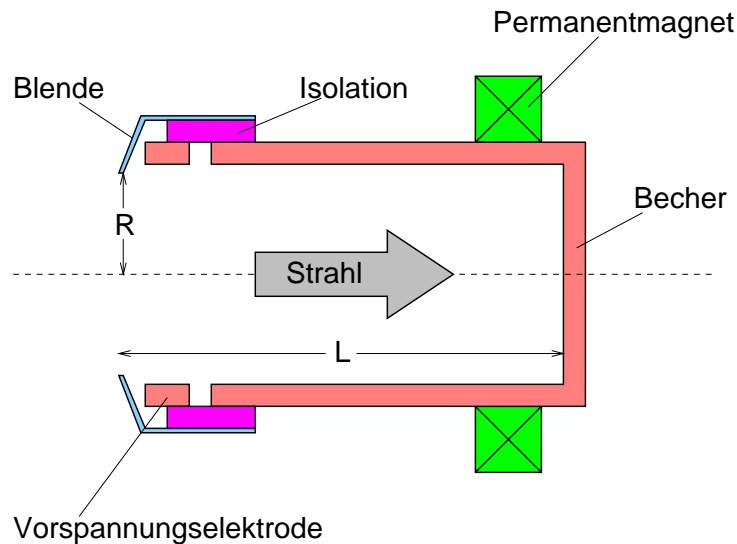 Permanentmagnet
Blende
Isolation
Becher
R
Strahl
L
Vorspannungselektrode